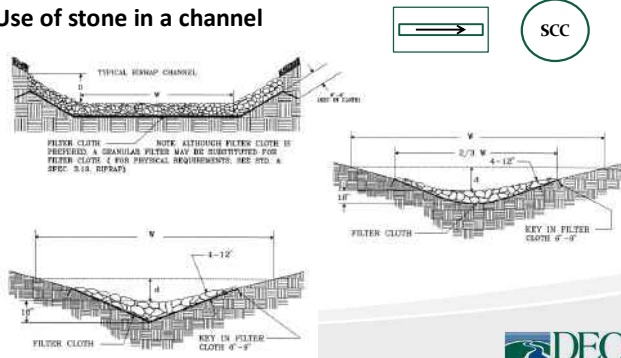 Use of stone in a channel
SCC
TYPICAL RIPRAP CHANNEL
W
D
FILTER CLOTH
NOTE: ALTHOUGH FILTER CLOTH IS
PREFERED, A GRANULAR FILTER MAY BE SUBSTITUTED FOR
FILTER CLOTH ( FOR PHYSICAL REQUIREMENTS, SEE STD. &
SPEC. 3.19, RIPRAP)
W
2/3 W
4-12"
d
FILTER CLOTH
KEY IN FILTER
CLOTH 6"-9"
W
4-12"
d
10"
FILTER CLOTH
KEY IN FILTER
CLOTH 6"-9"
DEQ